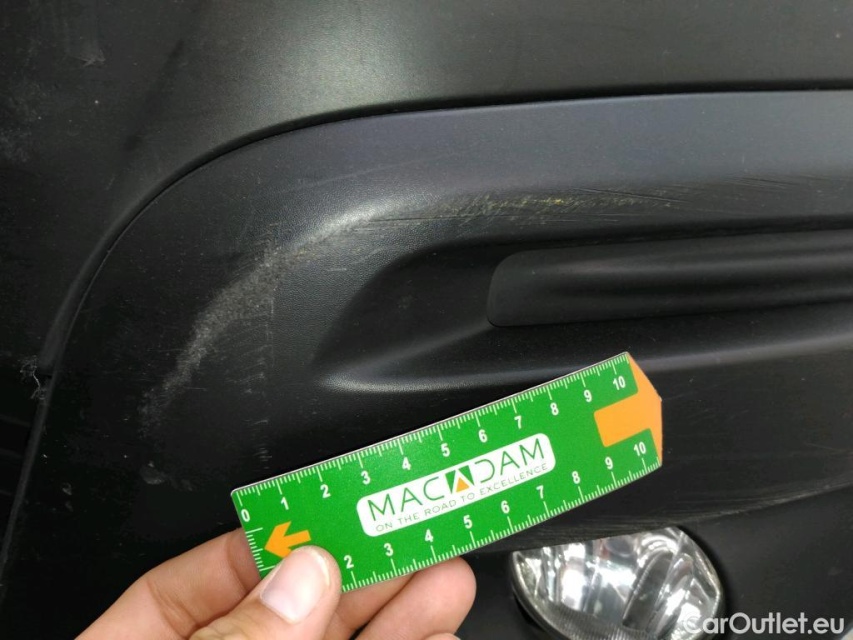 0 1 2 3 4 5 6 7 8 9 10
MACADAM
ON THE ROAD TO EXCELLENCE
2 3 4 5 6 7 8 9 10
CarOutlet.eu